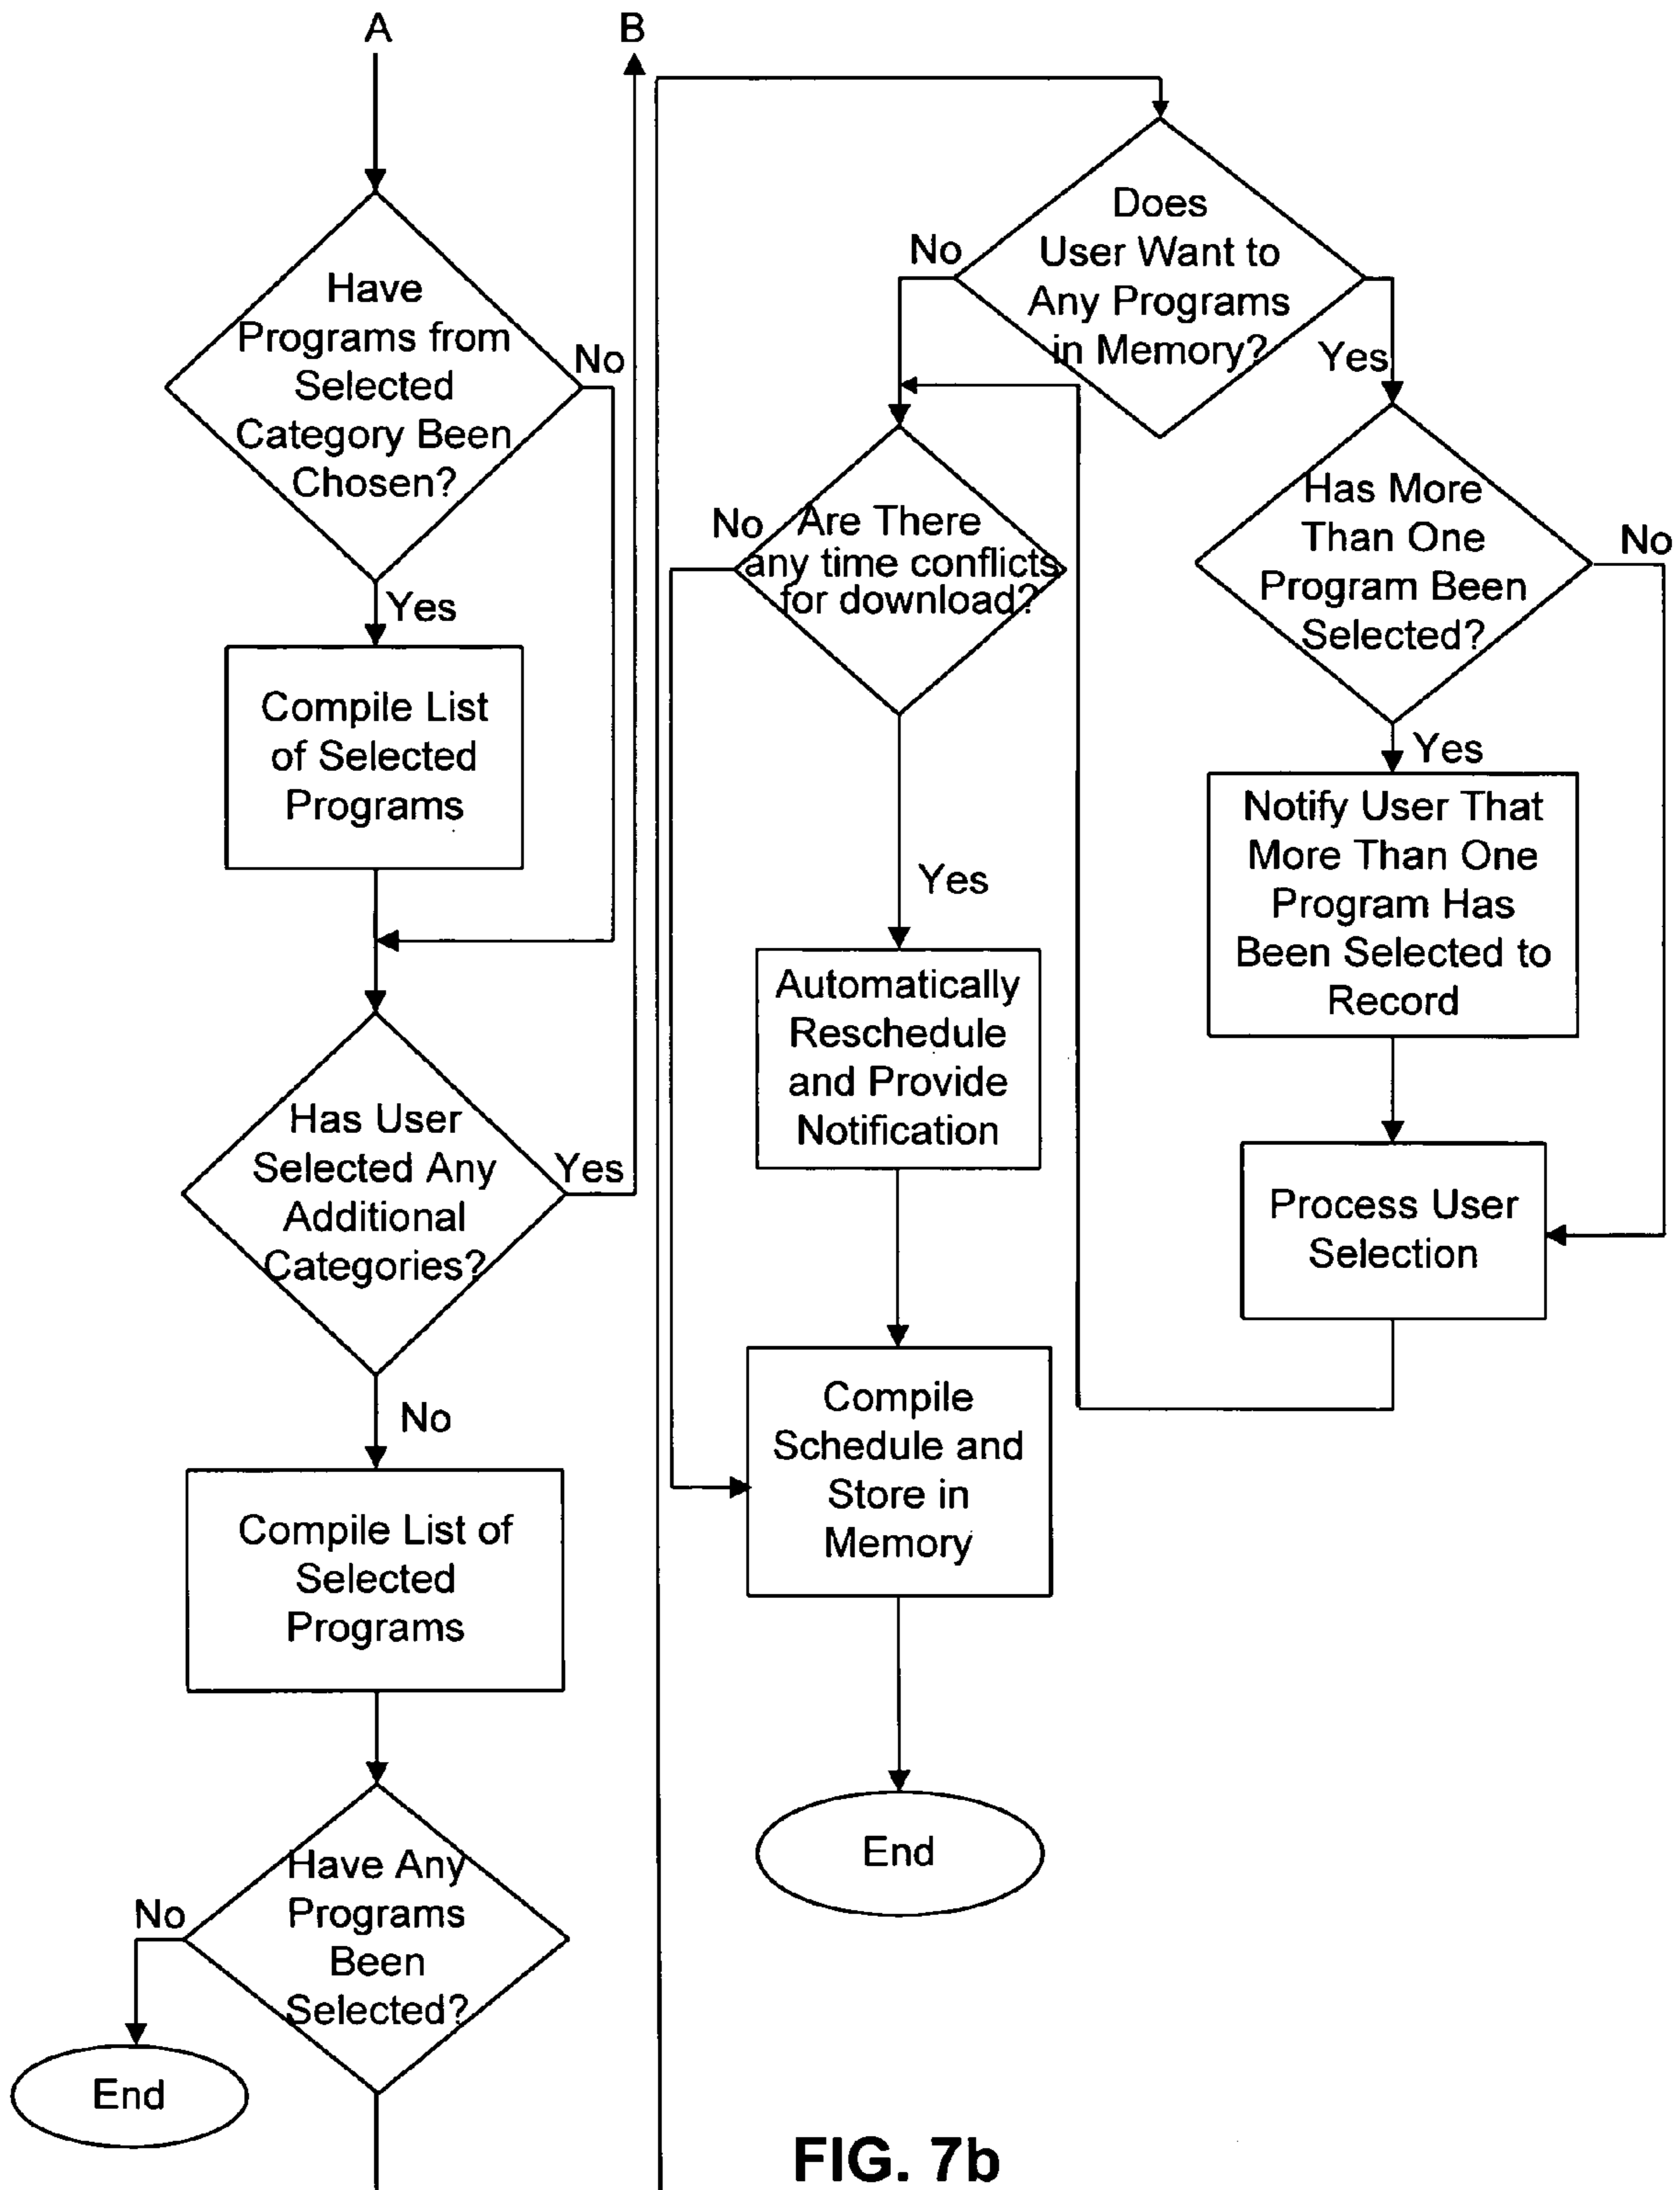 A
B
Have
Programs from
Selected
Category Been
Chosen?
No
Yes
Compile List
of Selected
Programs
Has User
Selected Any
Additional
Categories?
Yes
No
Compile List of
Selected
Programs
Have Any
Programs
Been
Selected?
No
End
Does
User Want to
Any Programs
in Memory?
No
Yes
Are There
any time conflicts
for download?
No
Yes
Automatically
Reschedule
and Provide
Notification
Compile
Schedule and
Store in
Memory
End
Has More
Than One
Program Been
Selected?
No
Yes
Notify User That
More Than One
Program Has
Been Selected to
Record
Process User
Selection
FIG. 7b